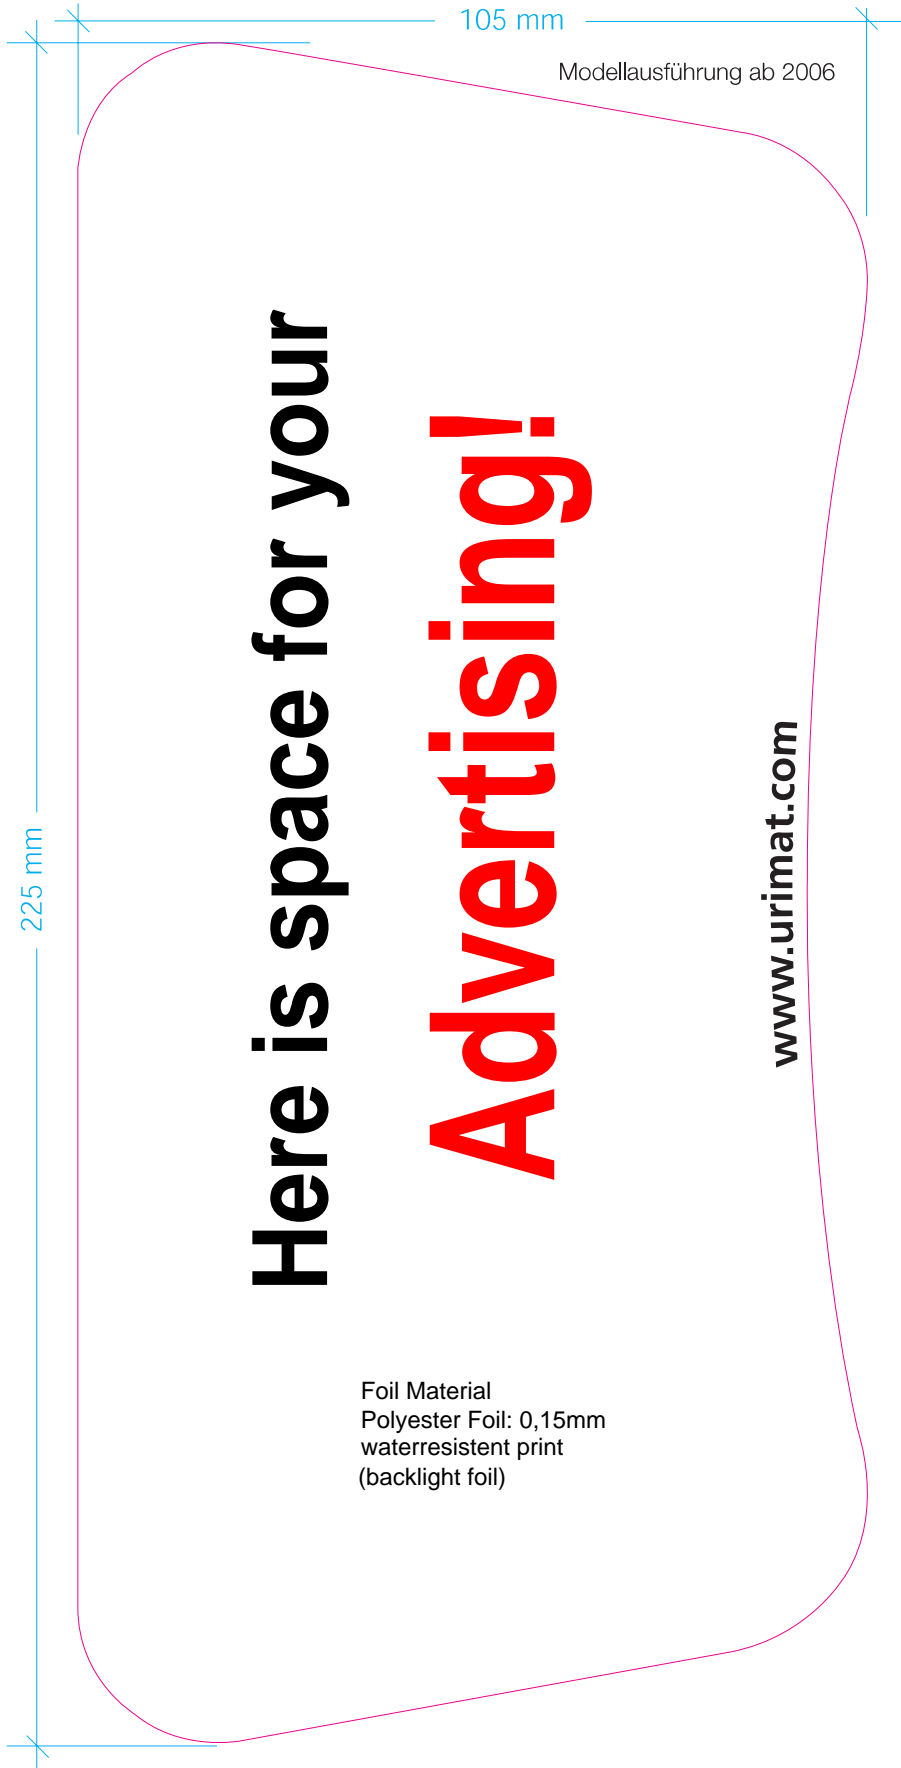 105 mm
Modellausführung ab 2006
225 mm
Here is space for your
Advertising!
www.urimat.com
Foil Material
Polyester Foil: 0,15mm
waterresistent print
(backlight foil)